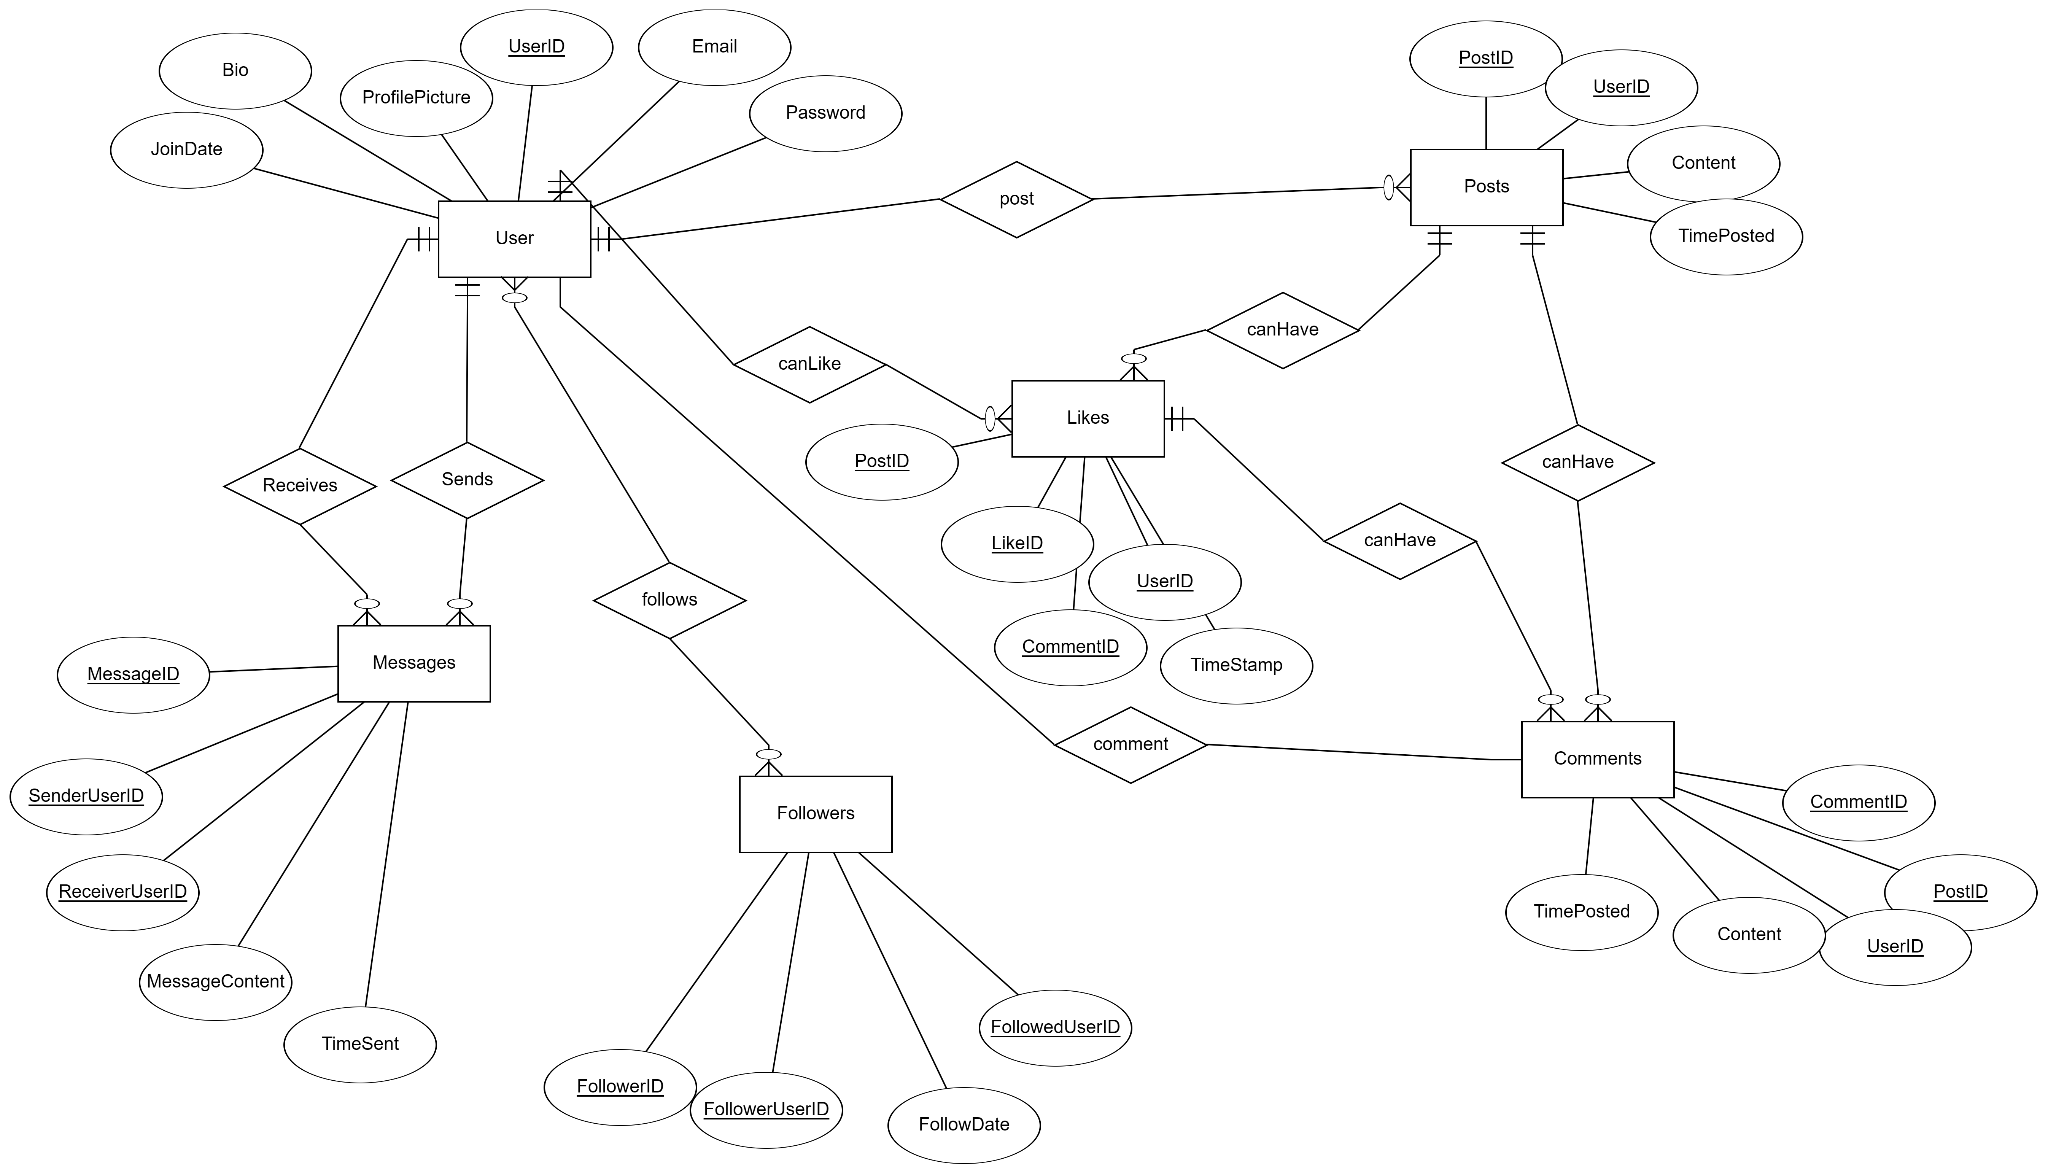 UserID
Email
Bio
ProfilePicture
Password
JoinDate
User
post
PostID
UserID
Content
Posts
TimePosted
canHave
canLike
Likes
PostID
canHave
Receives
Sends
LikeID
canHave
UserID
follows
CommentID
TimeStamp
Messages
MessageID
SenderUserID
ReceiverUserID
MessageContent
TimeSent
comment
Comments
CommentID
PostID
TimePosted
Content
UserID
Followers
FollowedUserID
FollowerID
FollowerUserID
FollowDate